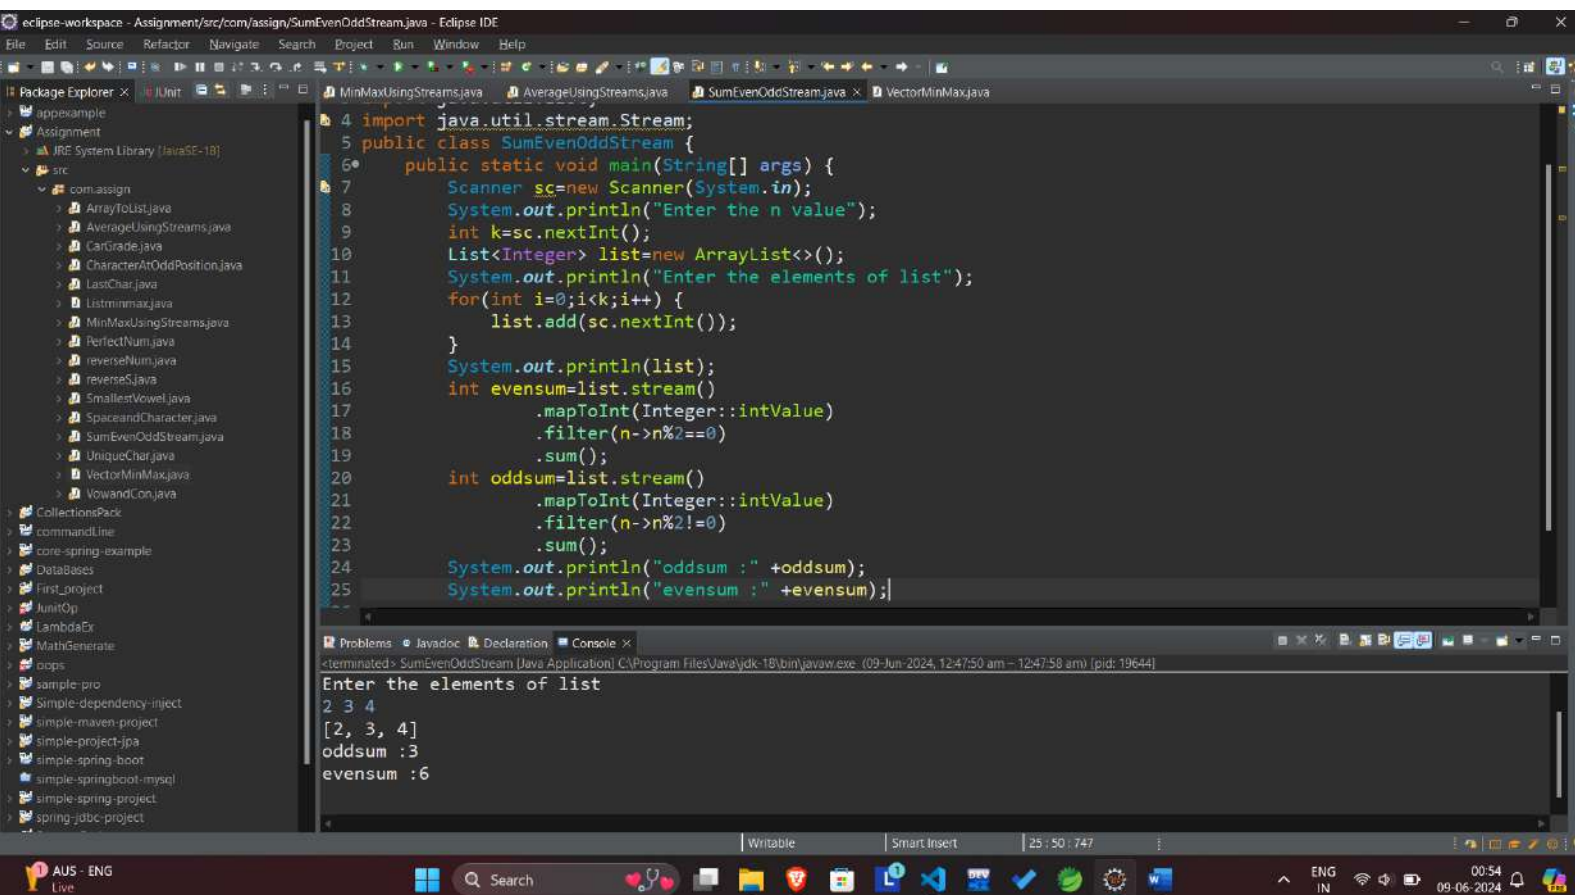 eclipse-workspace - Assignment/src/com/assign/SumEvenOddStream.java - Eclipse IDE
File Edit Source Refactor Navigate Search Project Run Window Help
Package Explorer × JUnit
MinMaxUsingStreams.java AverageUsingStreams.java SumEvenOddStream.java × VectorMinMax.java
appexample
Assignment
JRE System Library [JavaSE-18]
src
com.assign
ArrayToList.java
AverageUsingStreams.java
CarGrade.java
CharacterAtOddPosition.java
LastChar.java
Listminmax.java
MinMaxUsingStreams.java
PerfectNum.java
reverseNum.java
reverseS.java
SmallestVowel.java
SpaceandCharacter.java
SumEvenOddStream.java
UniqueChar.java
VectorMinMax.java
VowandCon.java
CollectionsPack
commandLine
core-spring-example
DataBases
First_project
JunitOp
LambdaEx
MathGenerate
oops
sample-pro
Simple-dependency-inject
simple-maven-project
simple-project-jpa
simple-spring-boot
simple-springboot-mysql
simple-spring-project
spring-jdbc-project
4 import java.util.stream.Stream;
5 public class SumEvenOddStream {
6 public static void main(String[] args) {
7 Scanner sc=new Scanner(System.in);
8 System.out.println("Enter the n value");
9 int k=sc.nextInt();
10 List<Integer> list=new ArrayList<>();
11 System.out.println("Enter the elements of list");
12 for(int i=0;i<k;i++) {
13 list.add(sc.nextInt());
14 }
15 System.out.println(list);
16 int evensum=list.stream()
17 .mapToInt(Integer::intValue)
18 .filter(n->n%2==0)
19 .sum();
20 int oddsum=list.stream()
21 .mapToInt(Integer::intValue)
22 .filter(n->n%2!=0)
23 .sum();
24 System.out.println("oddsum :" +oddsum);
25 System.out.println("evensum :" +evensum);
Problems Javadoc Declaration Console ×
<terminated> SumEvenOddStream [Java Application] C:\Program Files\Java\jdk-18\bin\javaw.exe (09-Jun-2024, 12:47:50 am – 12:47:58 am) [pid: 19644]
Enter the elements of list
2 3 4
[2, 3, 4]
oddsum :3
evensum :6
Writable Smart Insert 25 : 50 : 747
AUS - ENG
Live
Search
ENG
IN
00:54
09-06-2024